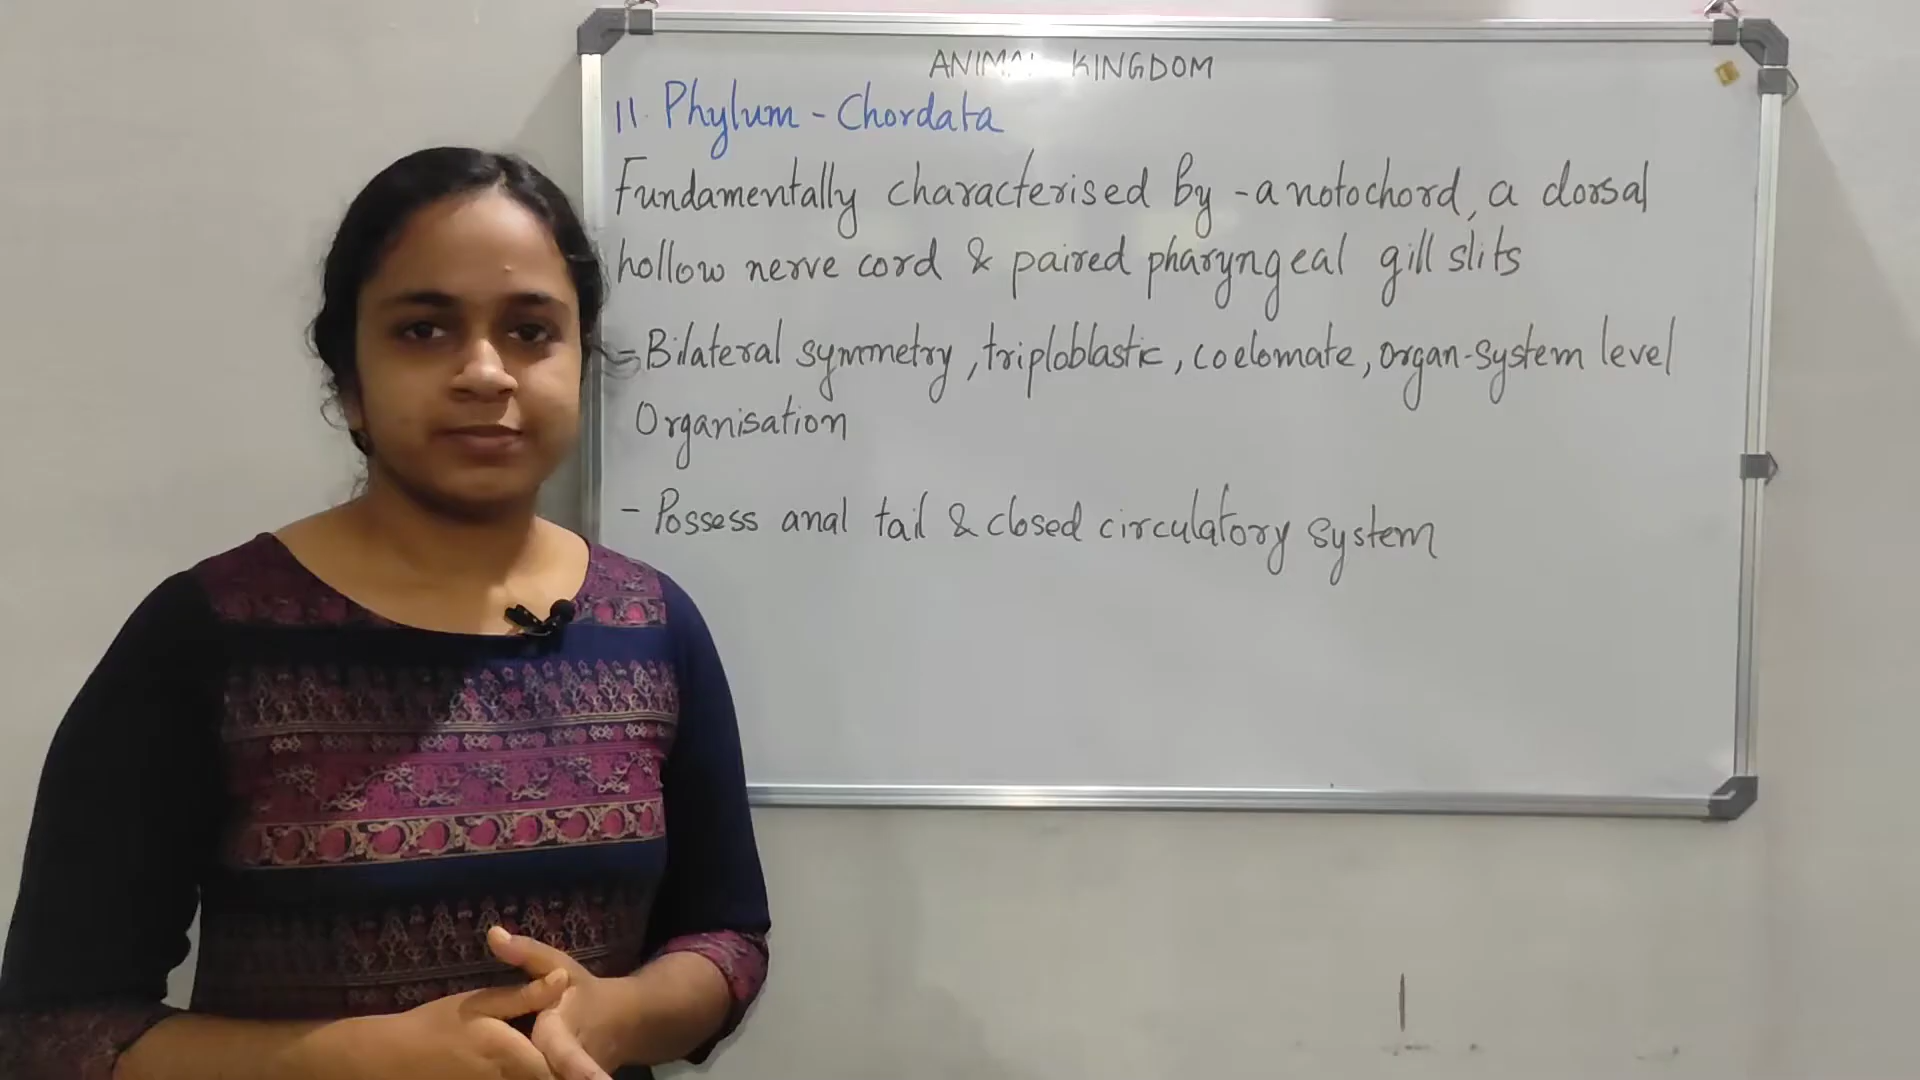 ANIMAL KINGDOM
11. Phylum - Chordata
Fundamentally characterised by - a notochord, a dorsal
hollow nerve cord & paired pharyngeal gill slits
- Bilateral symmetry, triploblastic, coelomate, organ-system level
Organisation
- Possess anal tail & closed circulatory system